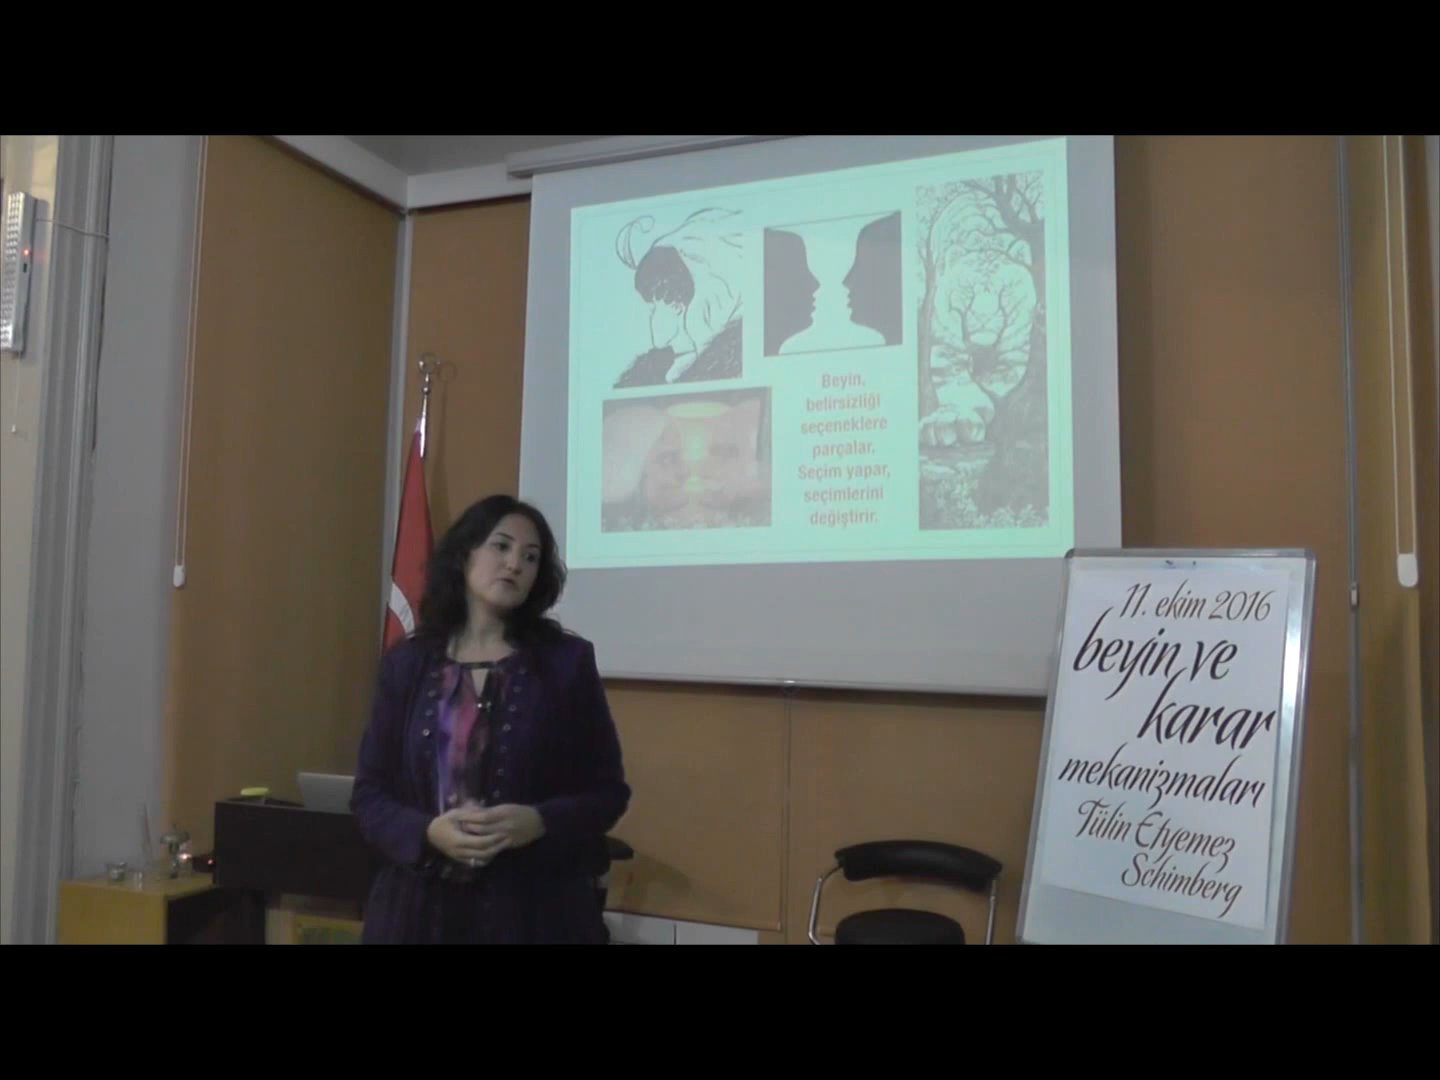 Beyin,
belirsizliği
seçeneklere
parçalar.
Seçim yapar,
seçimlerini
değiştirir.
11. ekim 2016
beyin ve
karar
mekanizmaları
Tülin Etyemez
Schimberg